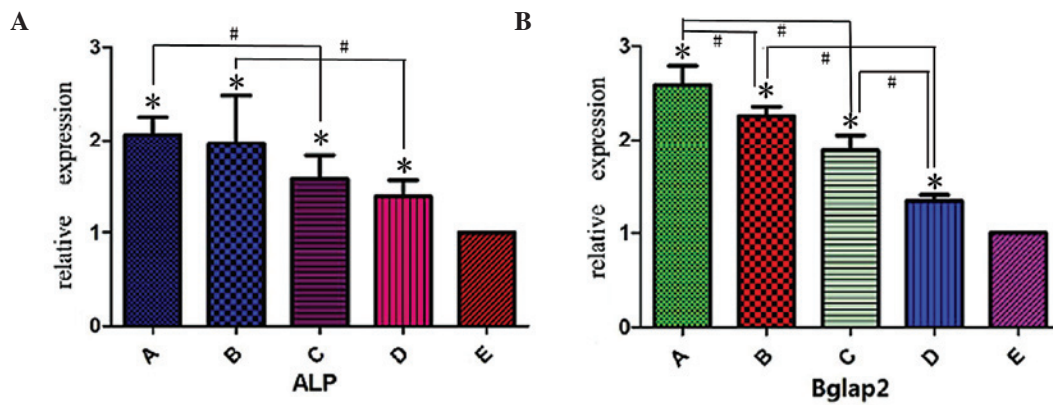 A
3
2
1
0
relative expression
#
#
*
*
*
*
A B C D E
ALP
B
3
2
1
0
relative expression
#
#
#
#
*
*
*
*
A B C D E
Bglap2